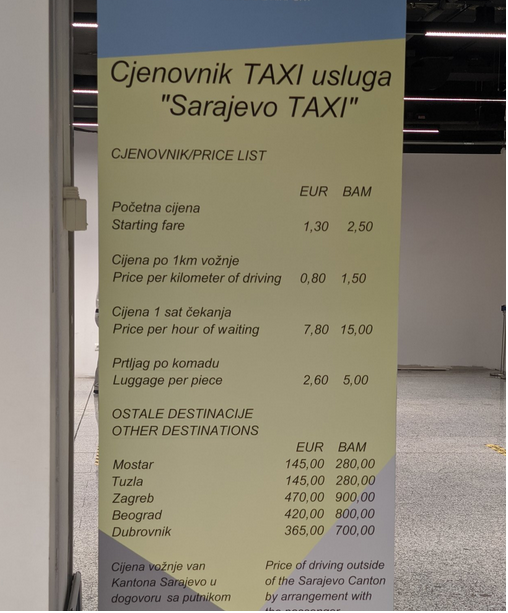 Cjenovnik TAXI usluga
"Sarajevo TAXI"
CJENOVNIK/PRICE LIST
EUR BAM
Početna cijena
Starting fare 1,30 2,50
Cijena po 1km vožnje
Price per kilometer of driving 0,80 1,50
Cijena 1 sat čekanja
Price per hour of waiting 7,80 15,00
Prtljag po komadu
Luggage per piece 2,60 5,00
OSTALE DESTINACIJE
OTHER DESTINATIONS
EUR BAM
Mostar 145,00 280,00
Tuzla 145,00 280,00
Zagreb 470,00 900,00
Beograd 420,00 800,00
Dubrovnik 365,00 700,00
Cijena vožnje van
Kantona Sarajevo u
dogovoru sa putnikom
Price of driving outside
of the Sarajevo Canton
by arrangement with
the passenger